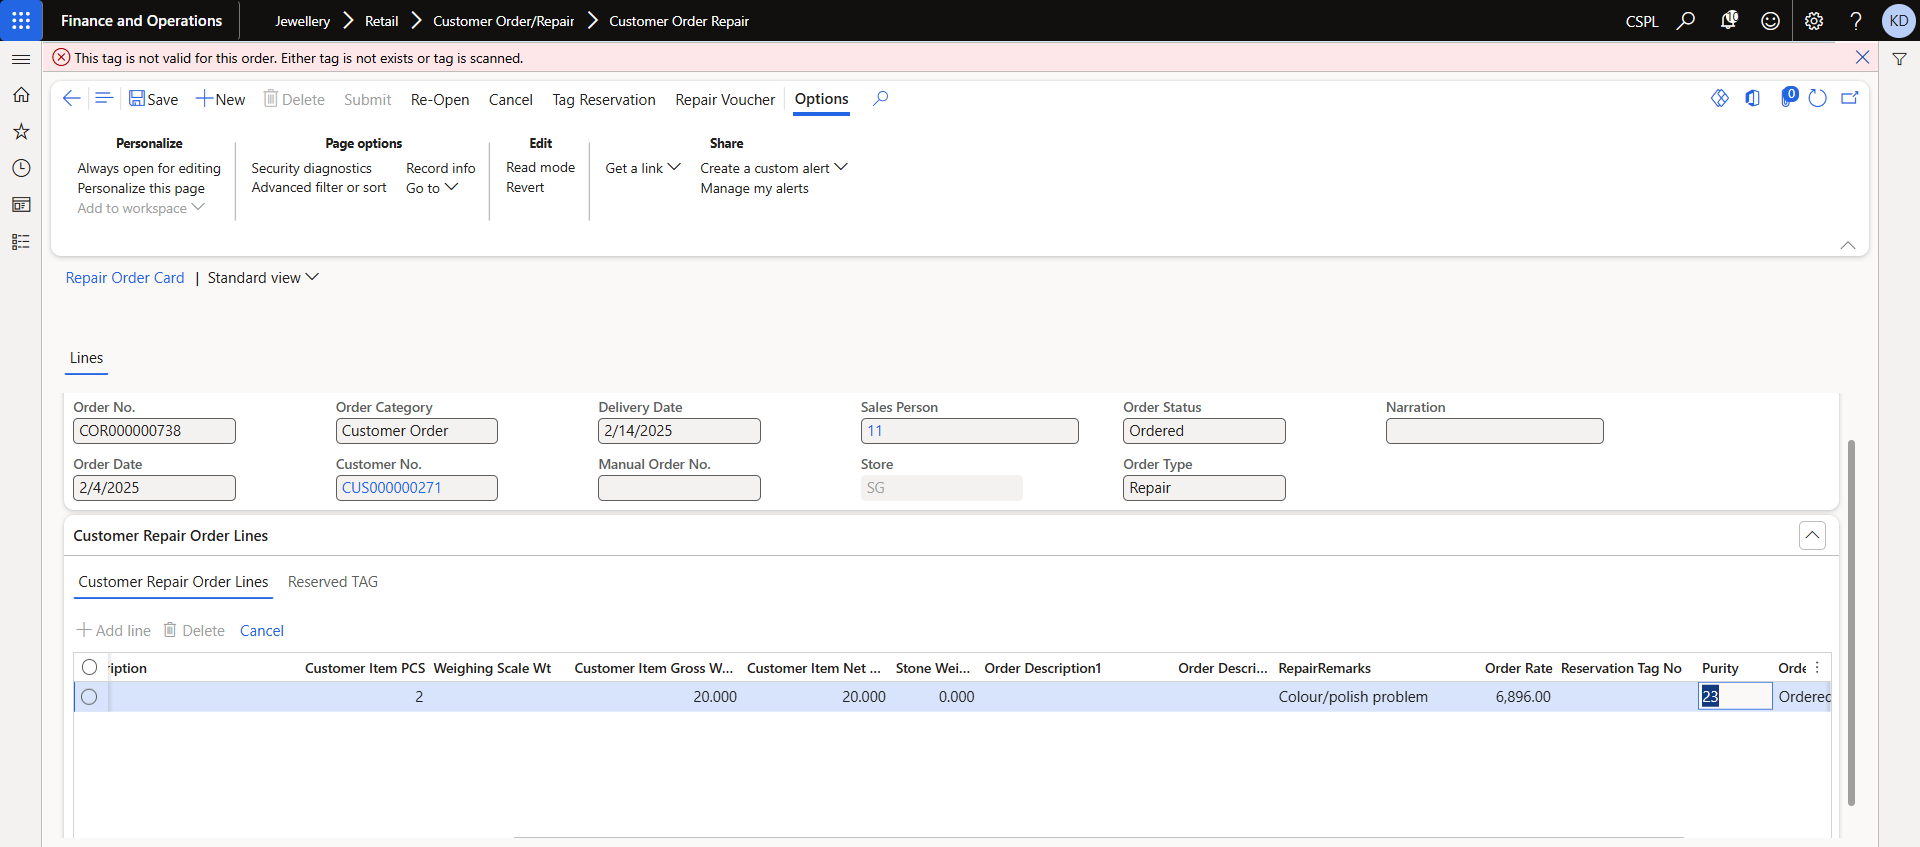 Finance and Operations
Jewellery
Retail
Customer Order/Repair
Customer Order Repair
CSPL
KD
This tag is not valid for this order. Either tag is not exists or tag is scanned.
Save
New
Delete
Submit
Re-Open
Cancel
Tag Reservation
Repair Voucher
Options
0
Personalize
Always open for editing
Personalize this page
Add to workspace
Page options
Security diagnostics
Advanced filter or sort
Record info
Go to
Edit
Read mode
Revert
Share
Get a link
Create a custom alert
Manage my alerts
Repair Order Card | Standard view
Lines
Order No.
COR000000738
Order Category
Customer Order
Delivery Date
2/14/2025
Sales Person
11
Order Status
Ordered
Narration
Order Date
2/4/2025
Customer No.
CUS000000271
Manual Order No.
Store
SG
Order Type
Repair
Customer Repair Order Lines
Customer Repair Order Lines
Reserved TAG
Add line
Delete
Cancel
ription Customer Item PCS Weighing Scale Wt Customer Item Gross W... Customer Item Net ... Stone Wei... Order Description1 Order Descri... RepairRemarks Order Rate Reservation Tag No Purity Orde
2 20.000 20.000 0.000 Colour/polish problem 6,896.00 23 Ordered